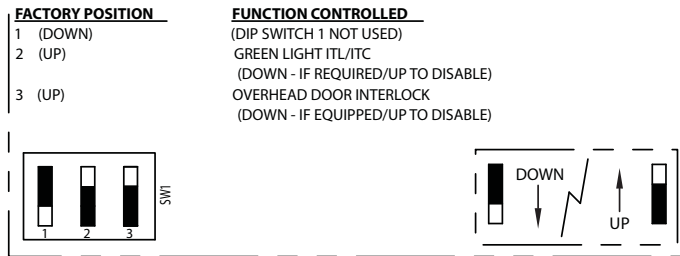 FACTORY POSITION FUNCTION CONTROLLED
1 (DOWN) (DIP SWITCH 1 NOT USED)
2 (UP) GREEN LIGHT ITL/ITC
(DOWN - IF REQUIRED/UP TO DISABLE)
3 (UP) OVERHEAD DOOR INTERLOCK
(DOWN - IF EQUIPPED/UP TO DISABLE)
1 2 3
SW1
DOWN
UP